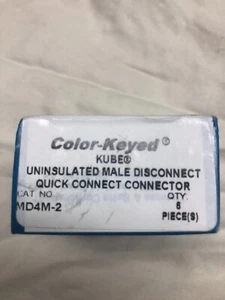 Color-Keyed®
KUBE®
UNINSULATED MALE DISCONNECT
QUICK CONNECT CONNECTOR
CAT NO. QTY.
MD4M-2 6
PIECE(S)